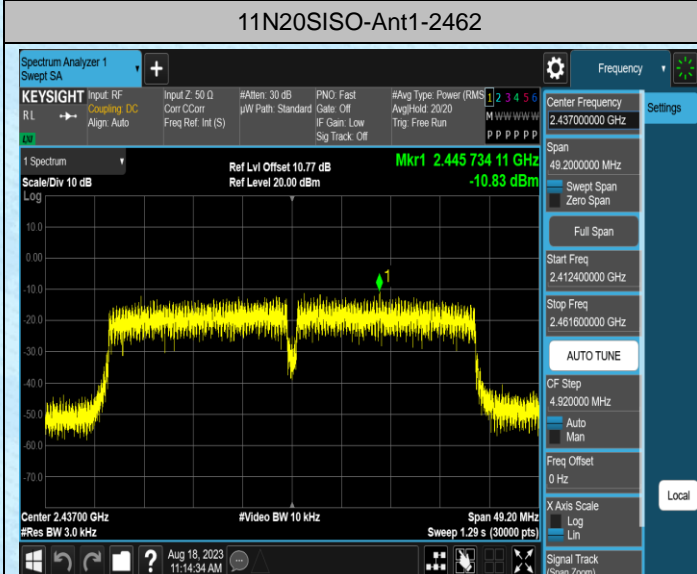 11N20SISO-Ant1-2462
Spectrum Analyzer 1
Swept SA
Frequency
KEYSIGHT
RL
LXI
Input: RF
Coupling: DC
Align: Auto
Input Z: 50 Ω
Corr CCorr
Freq Ref: Int (S)
#Atten: 30 dB
µW Path: Standard
PNO: Fast
Gate: Off
IF Gain: Low
Sig Track: Off
#Avg Type: Power (RMS
Avg|Hold: 20/20
Trig: Free Run
1 2 3 4 5 6
M W W W W W
P P P P P P
1 Spectrum
Scale/Div 10 dB
Log
Ref Lvl Offset 10.77 dB
Ref Level 20.00 dBm
Mkr1 2.445 734 11 GHz
-10.83 dBm
10.0
0.00
-10.0
-20.0
-30.0
-40.0
-50.0
-60.0
-70.0
1
Center 2.43700 GHz
#Res BW 3.0 kHz
#Video BW 10 kHz
Span 49.20 MHz
Sweep 1.29 s (30000 pts)
Aug 18, 2023
11:14:34 AM
Center Frequency
2.437000000 GHz
Span
49.2000000 MHz
Swept Span
Zero Span
Full Span
Start Freq
2.412400000 GHz
Stop Freq
2.461600000 GHz
AUTO TUNE
CF Step
4.920000 MHz
Auto
Man
Freq Offset
0 Hz
X Axis Scale
Log
Lin
Signal Track
(Span Zoom)
Settings
Local